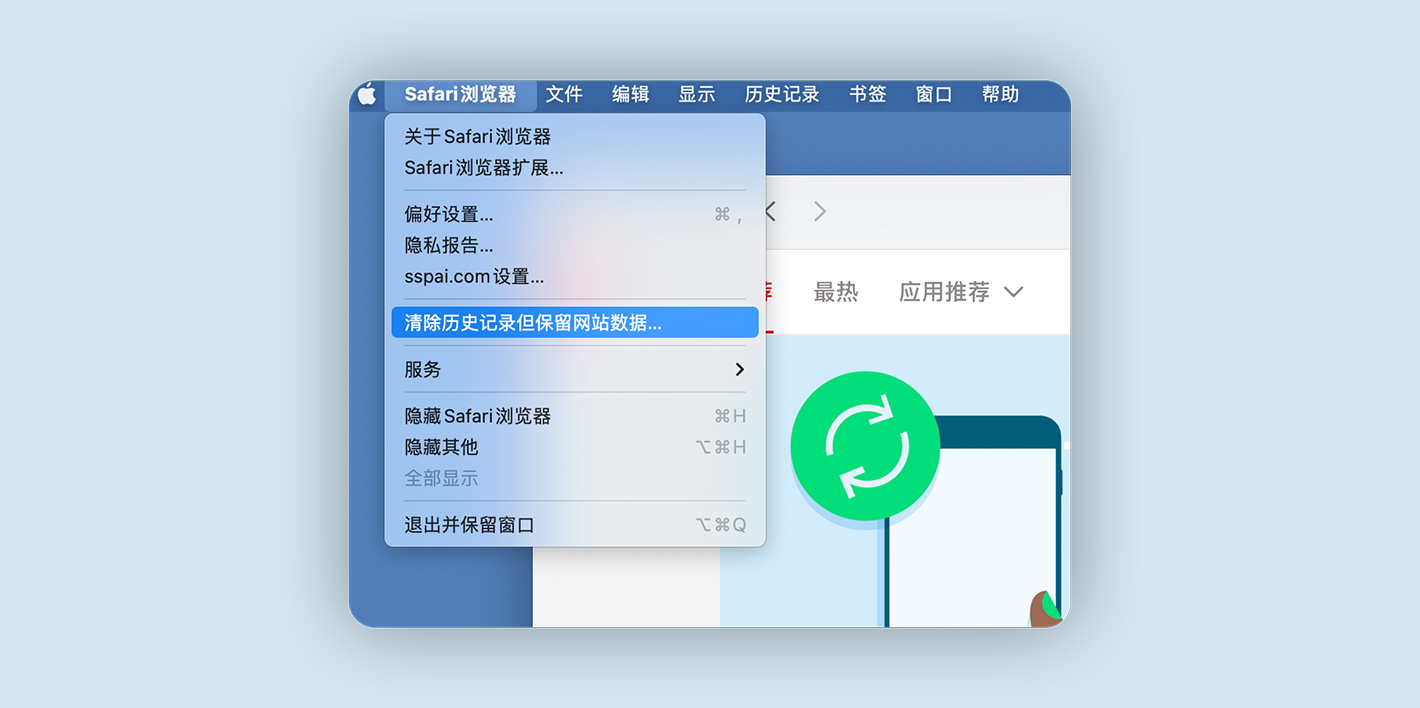 Safari浏览器 文件 编辑 显示 历史记录 书签 窗口 帮助
关于Safari浏览器
Safari浏览器扩展...
偏好设置... ⌘ ,
隐私报告...
sspai.com设置...
清除历史记录但保留网站数据...
服务
隐藏Safari浏览器 ⌘H
隐藏其他 ⌥⌘H
全部显示
退出并保留窗口 ⌥⌘Q
最热 应用推荐